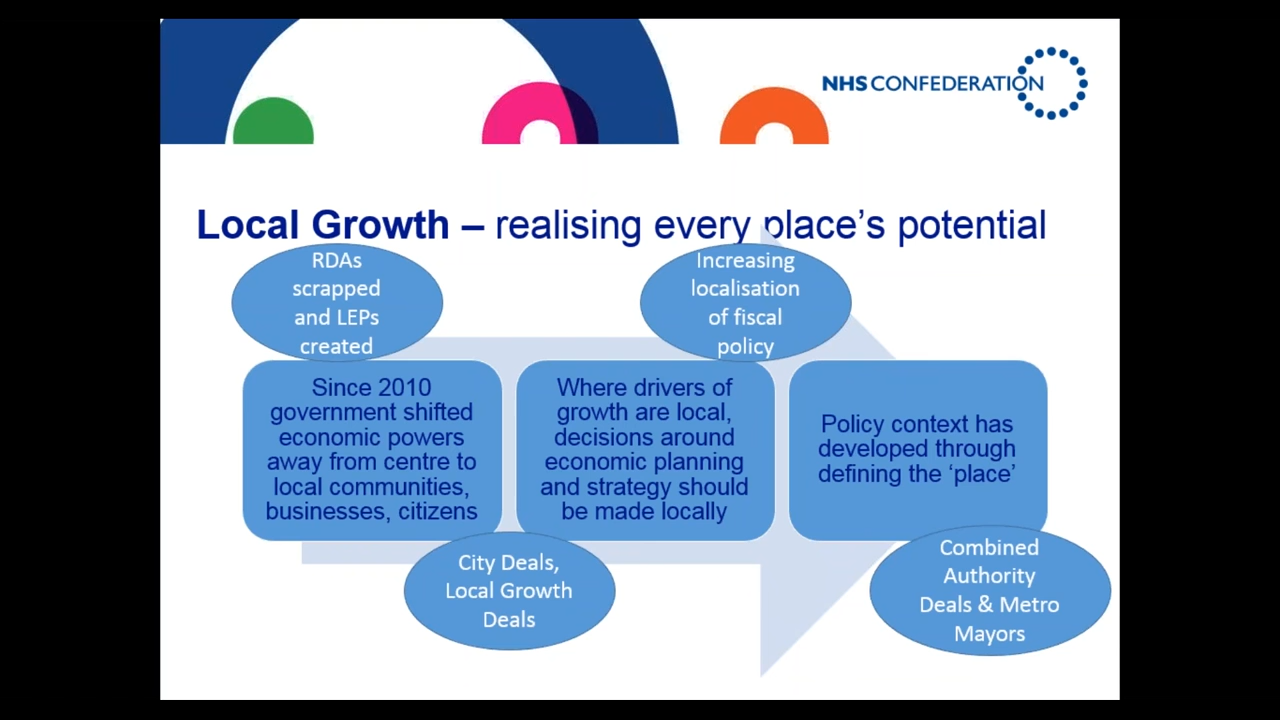 NHS CONFEDERATION
Local Growth – realising every place's potential
RDAs
scrapped
and LEPs
created
Increasing
localisation
of fiscal
policy
Since 2010
government shifted
economic powers
away from centre to
local communities,
businesses, citizens
Where drivers of
growth are local,
decisions around
economic planning
and strategy should
be made locally
Policy context has
developed through
defining the ‘place’
City Deals,
Local Growth
Deals
Combined
Authority
Deals & Metro
Mayors